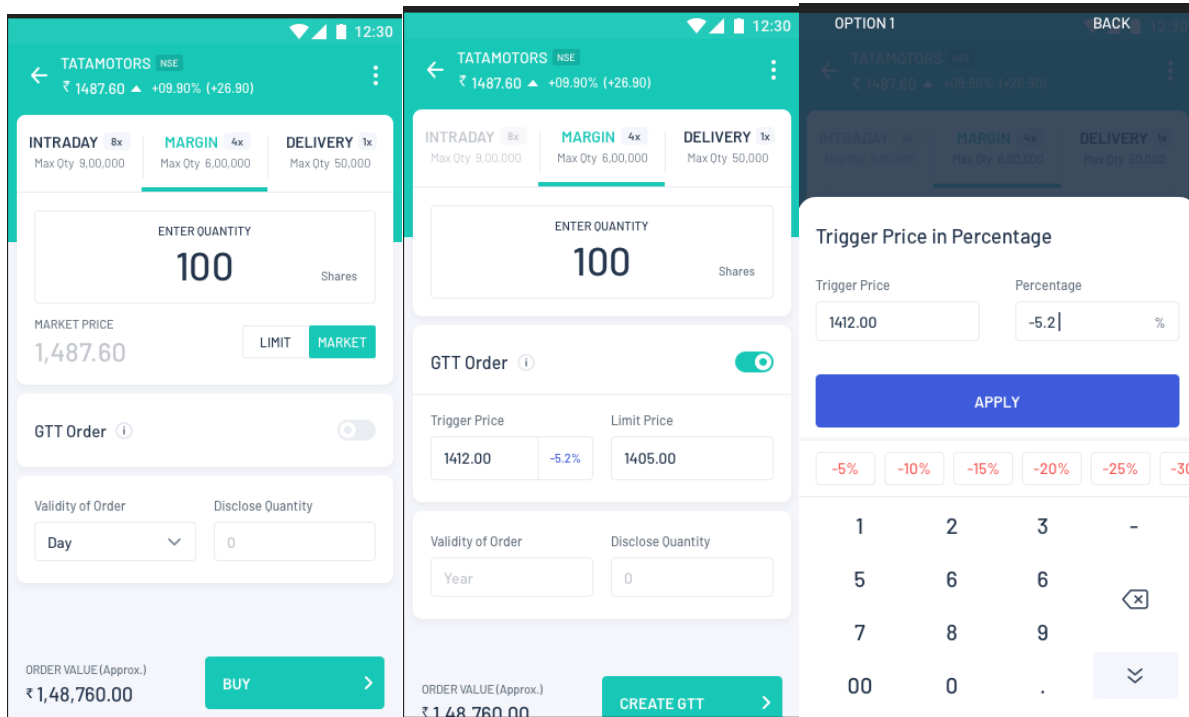 12:30
TATAMOTORS NSE
₹ 1487.60 +09.90% (+26.90)
INTRADAY 8x MARGIN 4x DELIVERY 1x
Max Qty 9,00,000 Max Qty 6,00,000 Max Qty 50,000
ENTER QUANTITY
100
Shares
MARKET PRICE
1,487.60
LIMIT MARKET
GTT Order i
Validity of Order Disclose Quantity
Day 0
ORDER VALUE (Approx.)
₹ 1,48,760.00
BUY
12:30
TATAMOTORS NSE
₹ 1487.60 +09.90% (+26.90)
INTRADAY 8x MARGIN 4x DELIVERY 1x
Max Qty 9,00,000 Max Qty 6,00,000 Max Qty 50,000
ENTER QUANTITY
100
Shares
GTT Order i
Trigger Price Limit Price
1412.00 -5.2% 1405.00
Validity of Order Disclose Quantity
Year 0
ORDER VALUE (Approx.)
₹ 1,48,760.00
CREATE GTT
OPTION 1 BACK 12:30
TATAMOTORS NSE
₹ 1487.60 +09.90% (+26.90)
INTRADAY 8x MARGIN 4x DELIVERY 1x
Max Qty 9,00,000 Max Qty 6,00,000 Max Qty 50,000
Trigger Price in Percentage
Trigger Price Percentage
1412.00 -5.2 %
APPLY
-5% -10% -15% -20% -25% -30
1 2 3 -
5 6 6
7 8 9
00 0 .